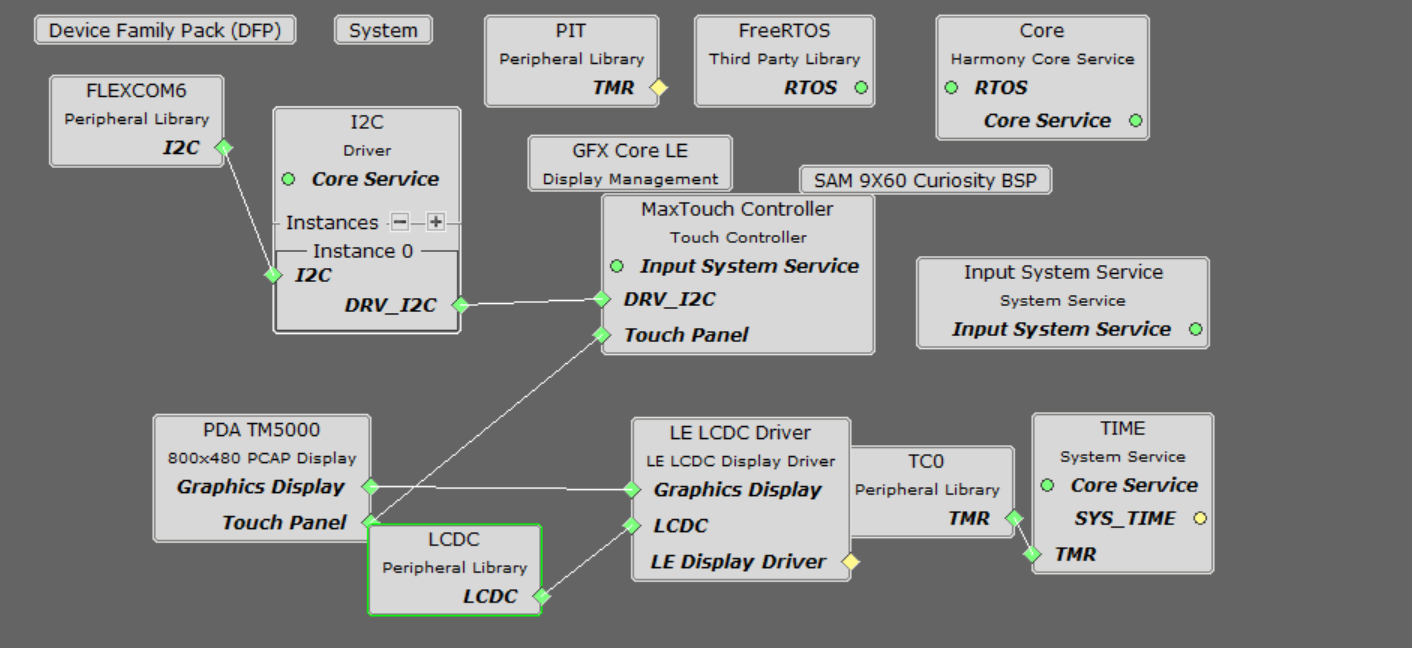 Device Family Pack (DFP)
System
PIT
Peripheral Library
TMR
FreeRTOS
Third Party Library
RTOS
Core
Harmony Core Service
RTOS
Core Service
FLEXCOM6
Peripheral Library
I2C
I2C
Driver
Core Service
Instances
Instance 0
I2C
DRV_I2C
GFX Core LE
Display Management
SAM 9X60 Curiosity BSP
MaxTouch Controller
Touch Controller
Input System Service
DRV_I2C
Touch Panel
Input System Service
System Service
Input System Service
PDA TM5000
800x480 PCAP Display
Graphics Display
Touch Panel
LCDC
Peripheral Library
LCDC
LE LCDC Driver
LE LCDC Display Driver
Graphics Display
LCDC
LE Display Driver
TC0
Peripheral Library
TMR
TIME
System Service
Core Service
SYS_TIME
TMR